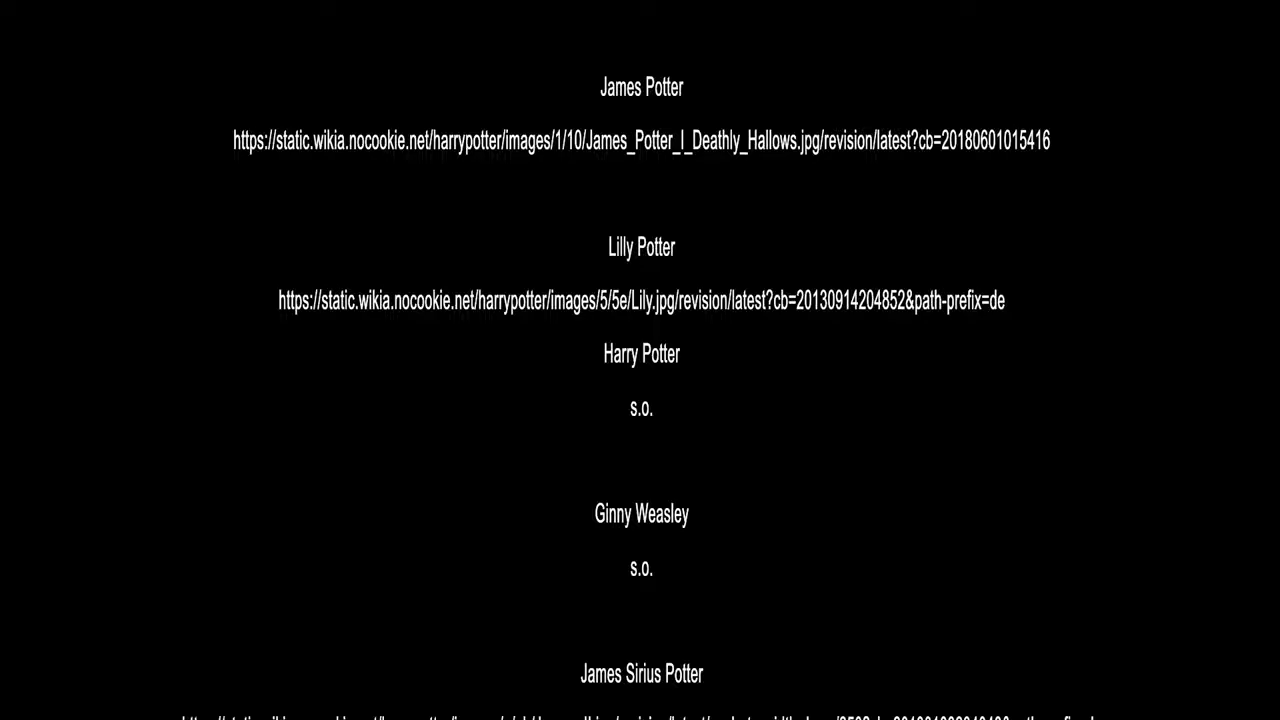 James Potter
https://static.wikia.nocookie.net/harrypotter/images/1/10/James_Potter_I_Deathly_Hallows.jpg/revision/latest?cb=20180601015416
Lilly Potter
https://static.wikia.nocookie.net/harrypotter/images/5/5e/Lily.jpg/revision/latest?cb=20130914204852&path-prefix=de
Harry Potter
s.o.
Ginny Weasley
s.o.
James Sirius Potter